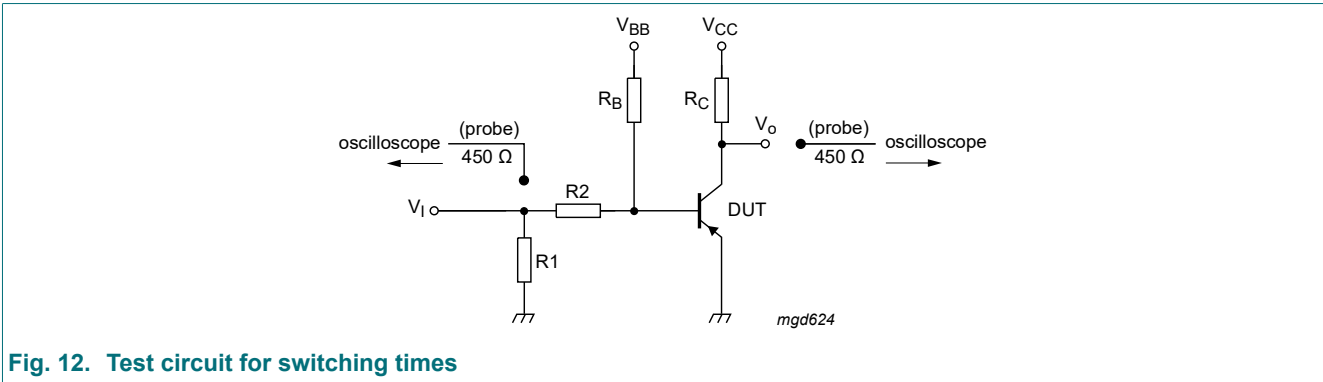 V_BB V_CC
R_B R_C
V_o
oscilloscope (probe) 450 Ω
(probe) 450 Ω oscilloscope
R2
V_I
DUT
R1
mgd624
Fig. 12. Test circuit for switching times